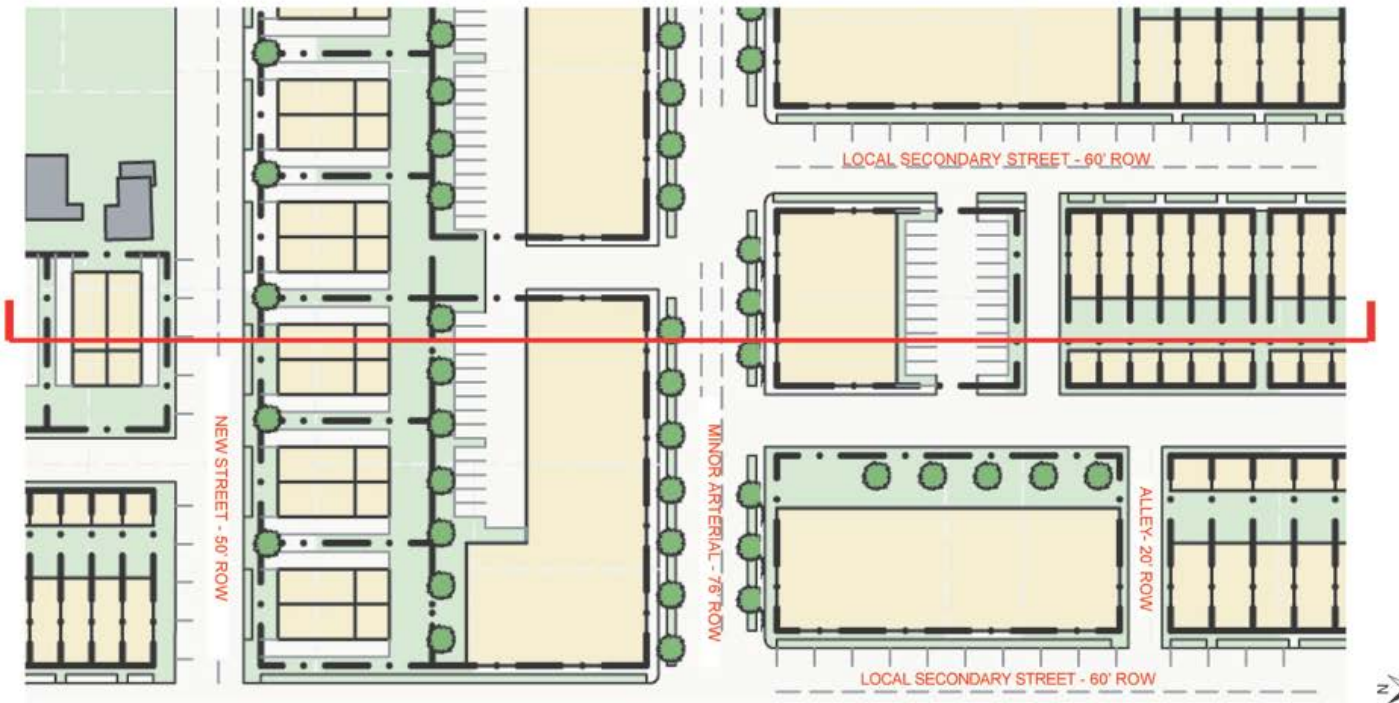 LOCAL SECONDARY STREET - 60' ROW
NEW STREET - 50' ROW
MINOR ARTERIAL - 76' ROW
ALLEY- 20' ROW
LOCAL SECONDARY STREET - 60' ROW
N